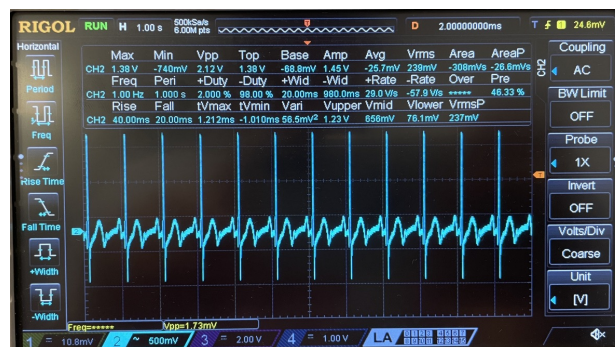 RIGOL RUN H 1.00 s 500kSa/s 6.00M pts D 2.00000000ms T 24.6mV
Horizontal
Period
Freq
Rise Time
Fall Time
+Width
-Width
Max Min Vpp Top Base Amp Avg Vrms Area AreaP
CH2 1.38 V -740mV 2.12 V 1.38 V -68.8mV 1.45 V -25.7mV 239mV -308mVs -26.6mVs
Freq Peri +Duty -Duty +Wid -Wid +Rate -Rate Over Pre
CH2 1.00 Hz 1.000 s 2.000 % 98.00 % 20.00ms 980.0ms 29.0 V/s -57.9 V/s ***** 46.33 %
Rise Fall tVmax tVmin Vari Vupper Vmid Vlower VrmsP
CH2 40.00ms 20.00ms 1.212ms -1.010ms 56.5mV² 1.23 V 656mV 76.1mV 237mV
CH2
Coupling
AC
BW Limit
OFF
Probe
1X
Invert
OFF
Volts/Div
Coarse
Unit
[V]
Freq=***** Vpp=1.73mV
1 = 10.8mV 2 ~ 500mV 3 = 2.00 V 4 = 1.00 V LA